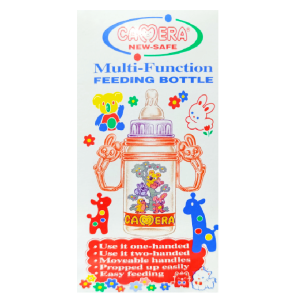 CAMERA®
NEW-SAFE
Multi-Function
FEEDING BOTTLE
CAMERA
• Use it one-handed
• Use it two-handed
• Moveable handles
• Propped up easily
• Easy feeding